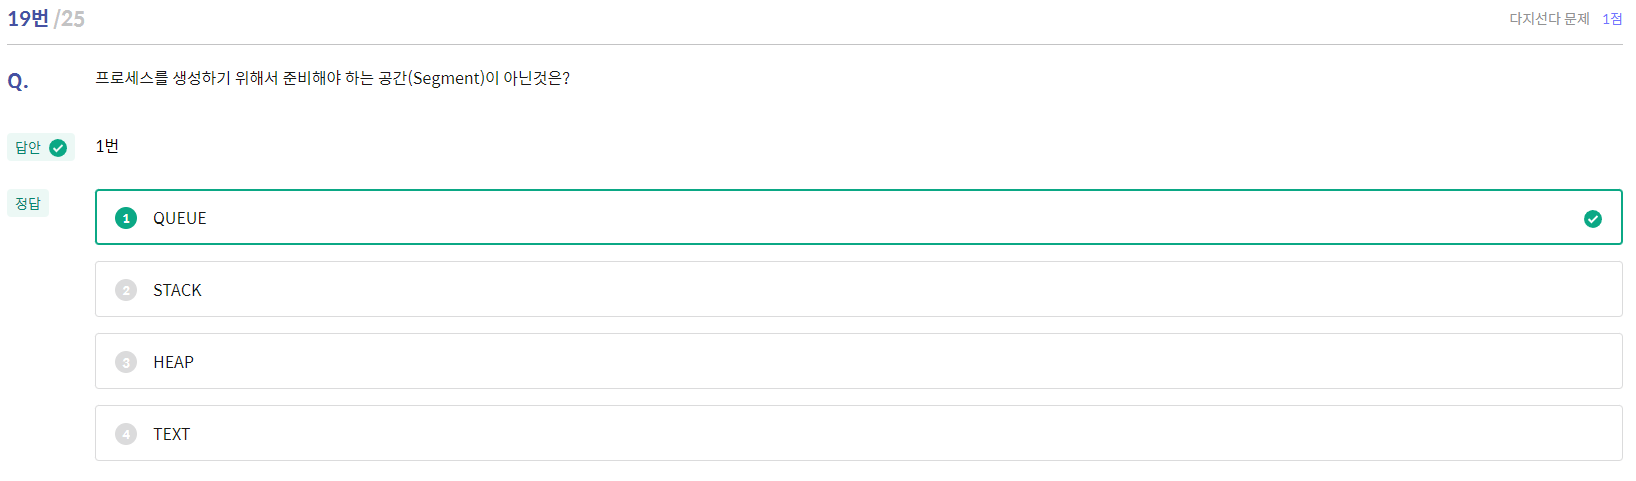 19번 /25
다지선다 문제 1점
Q. 프로세스를 생성하기 위해서 준비해야 하는 공간(Segment)이 아닌것은?
답안 1번
정답
1 QUEUE
2 STACK
3 HEAP
4 TEXT